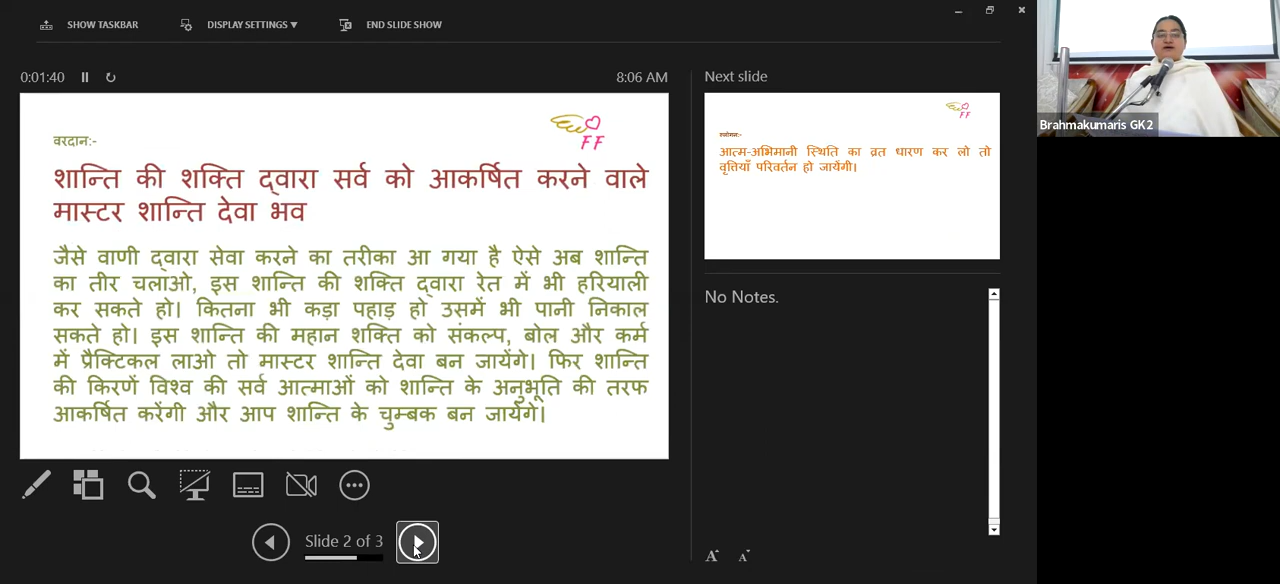 SHOW TASKBAR
DISPLAY SETTINGS ▼
END SLIDE SHOW
0:01:40
8:06 AM
वरदान:-
FF
शान्ति की शक्ति द्वारा सर्व को आकर्षित करने वाले
मास्टर शान्ति देवा भव
जैसे वाणी द्वारा सेवा करने का तरीका आ गया है ऐसे अब शान्ति
का तीर चलाओ, इस शान्ति की शक्ति द्वारा रेत में भी हरियाली
कर सकते हो। कितना भी कड़ा पहाड़ हो उसमें भी पानी निकाल
सकते हो। इस शान्ति की महान शक्ति को संकल्प, बोल और कर्म
में प्रैक्टिकल लाओ तो मास्टर शान्ति देवा बन जायेंगे। फिर शान्ति
की किरणें विश्व की सर्व आत्माओं को शान्ति के अनुभूति की तरफ
आकर्षित करेंगी और आप शान्ति के चुम्बक बन जायेंगे।
Slide 2 of 3
Next slide
FF
स्लोगन:-
आत्म-अभिमानी स्थिति का व्रत धारण कर लो तो
वृत्तियाँ परिवर्तन हो जायेंगी।
No Notes.
A A
Brahmakumaris GK2